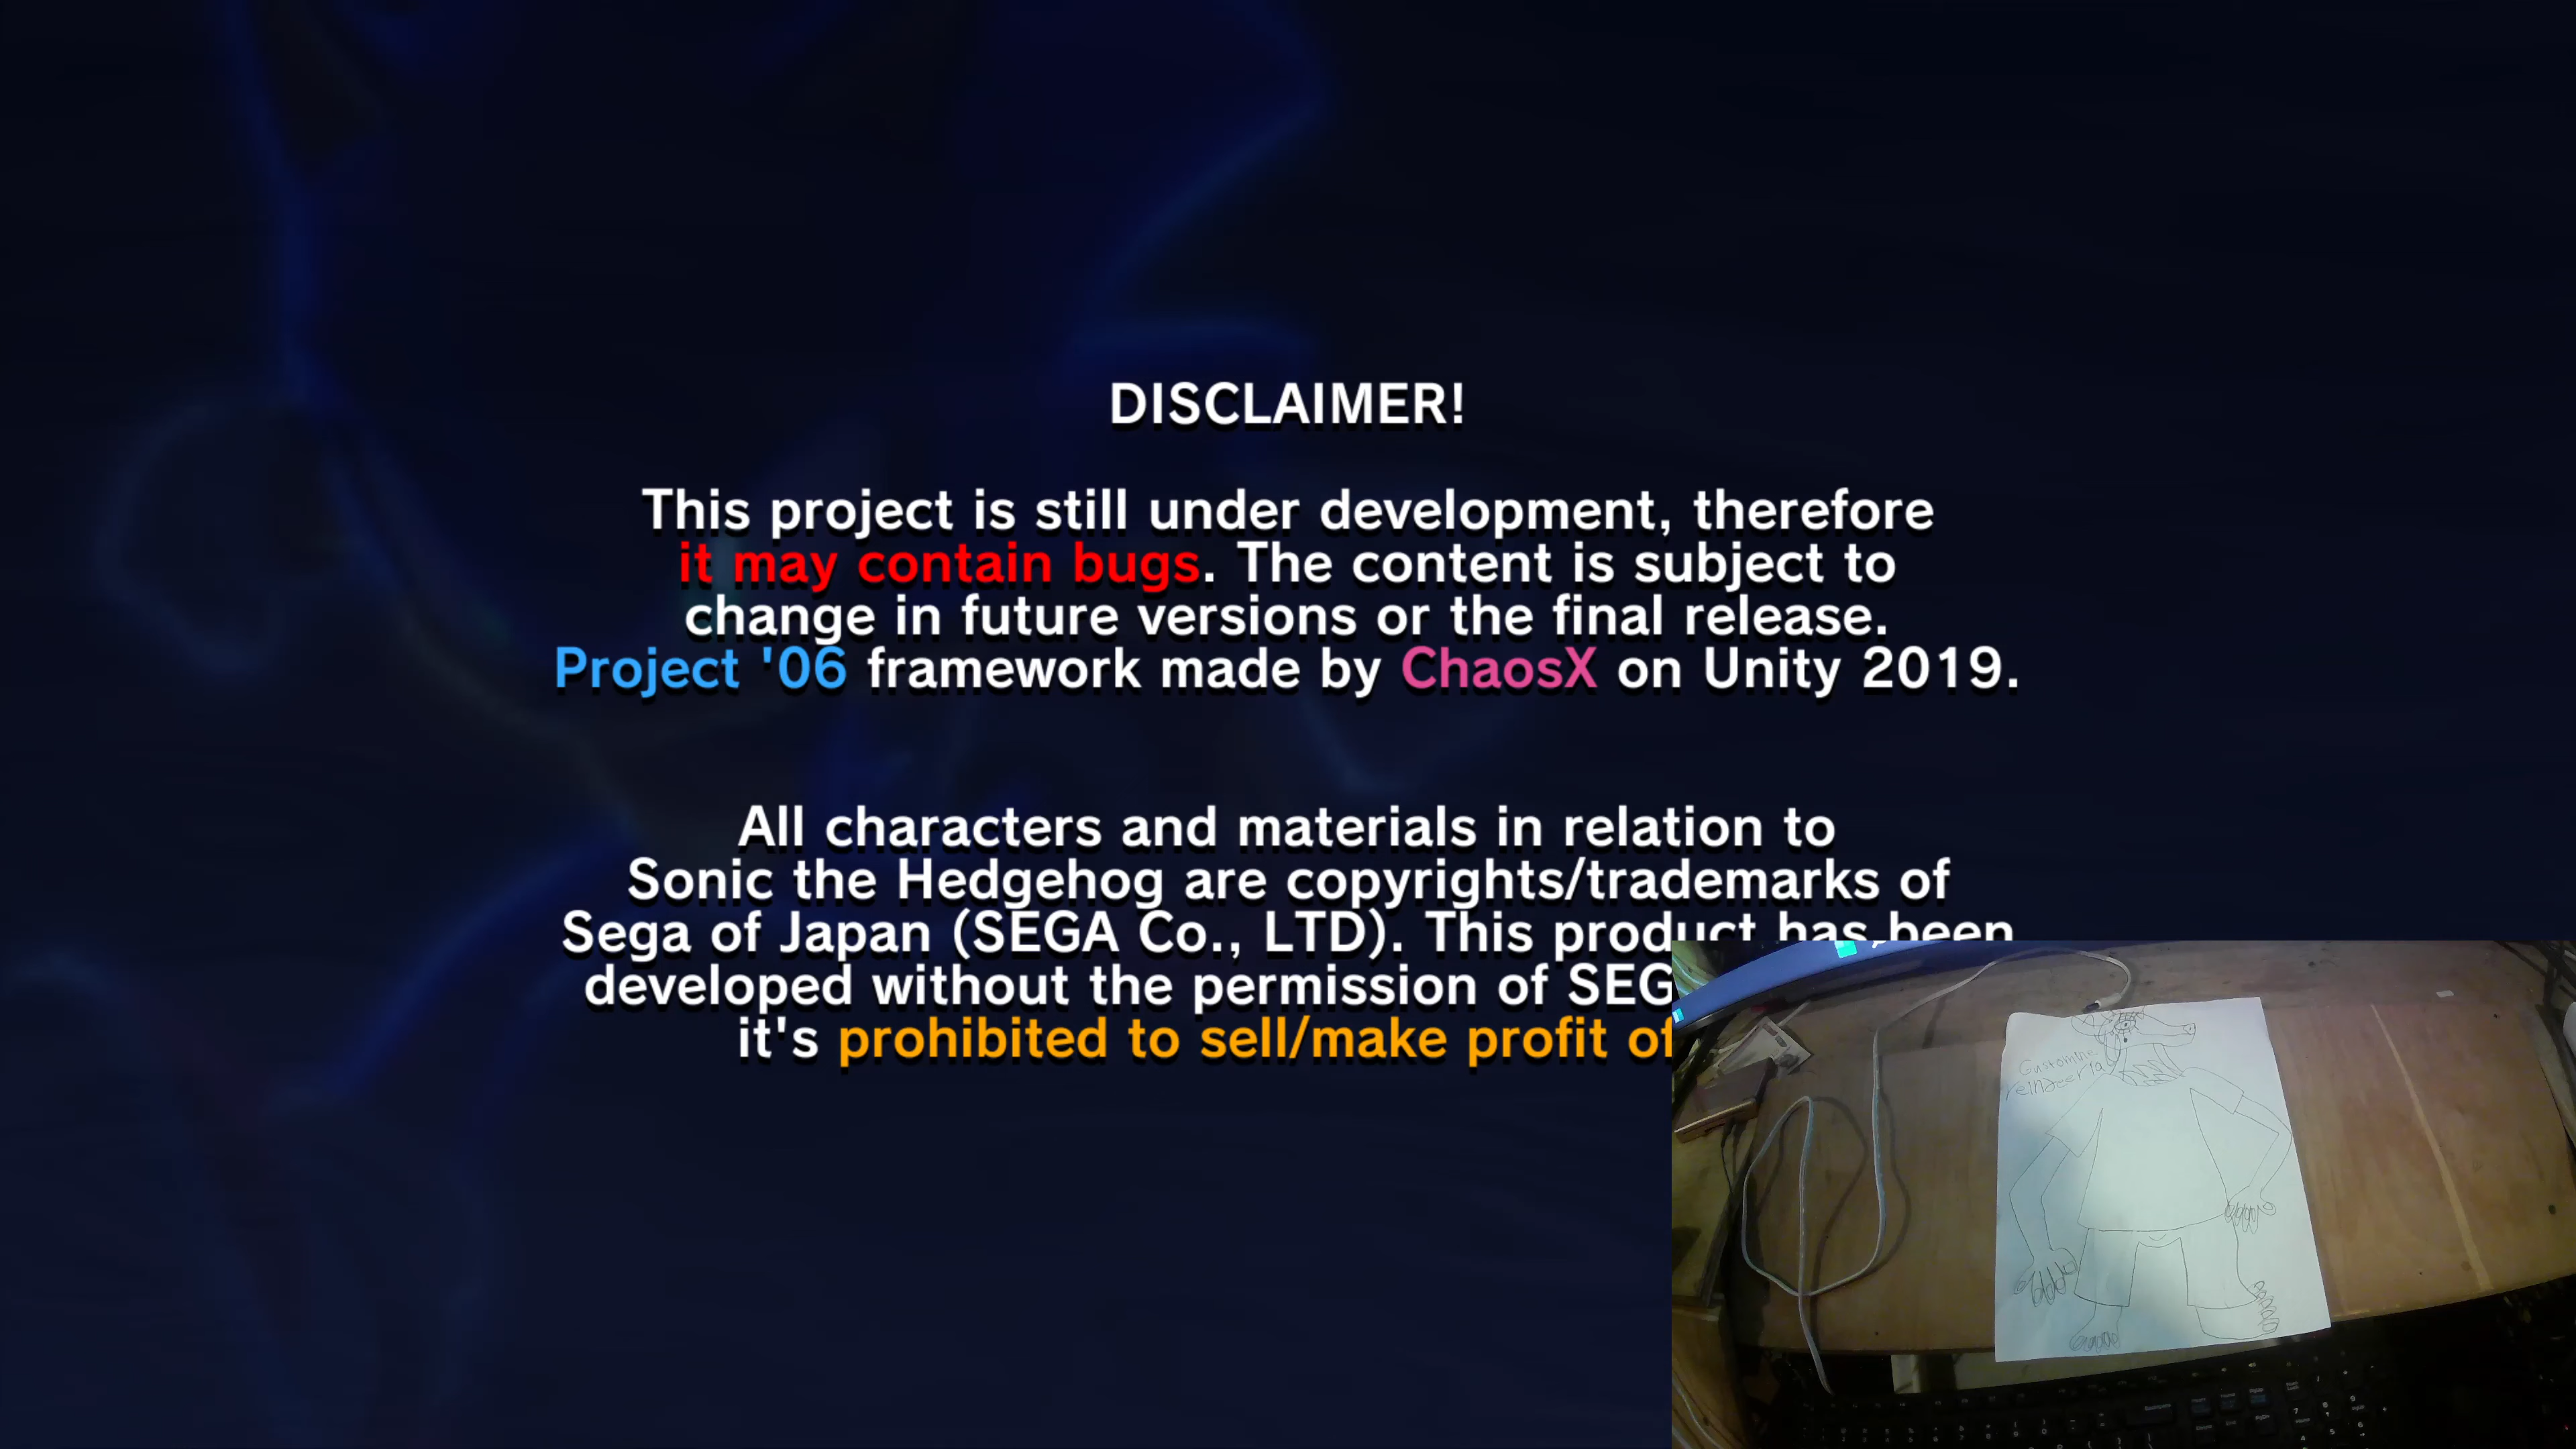 DISCLAIMER!
This project is still under development, therefore
it may contain bugs. The content is subject to
change in future versions or the final release.
Project '06 framework made by ChaosX on Unity 2019.
All characters and materials in relation to
Sonic the Hedgehog are copyrights/trademarks of
Sega of Japan (SEGA Co., LTD). This product has been
developed without the permission of SEG
it's prohibited to sell/make profit of